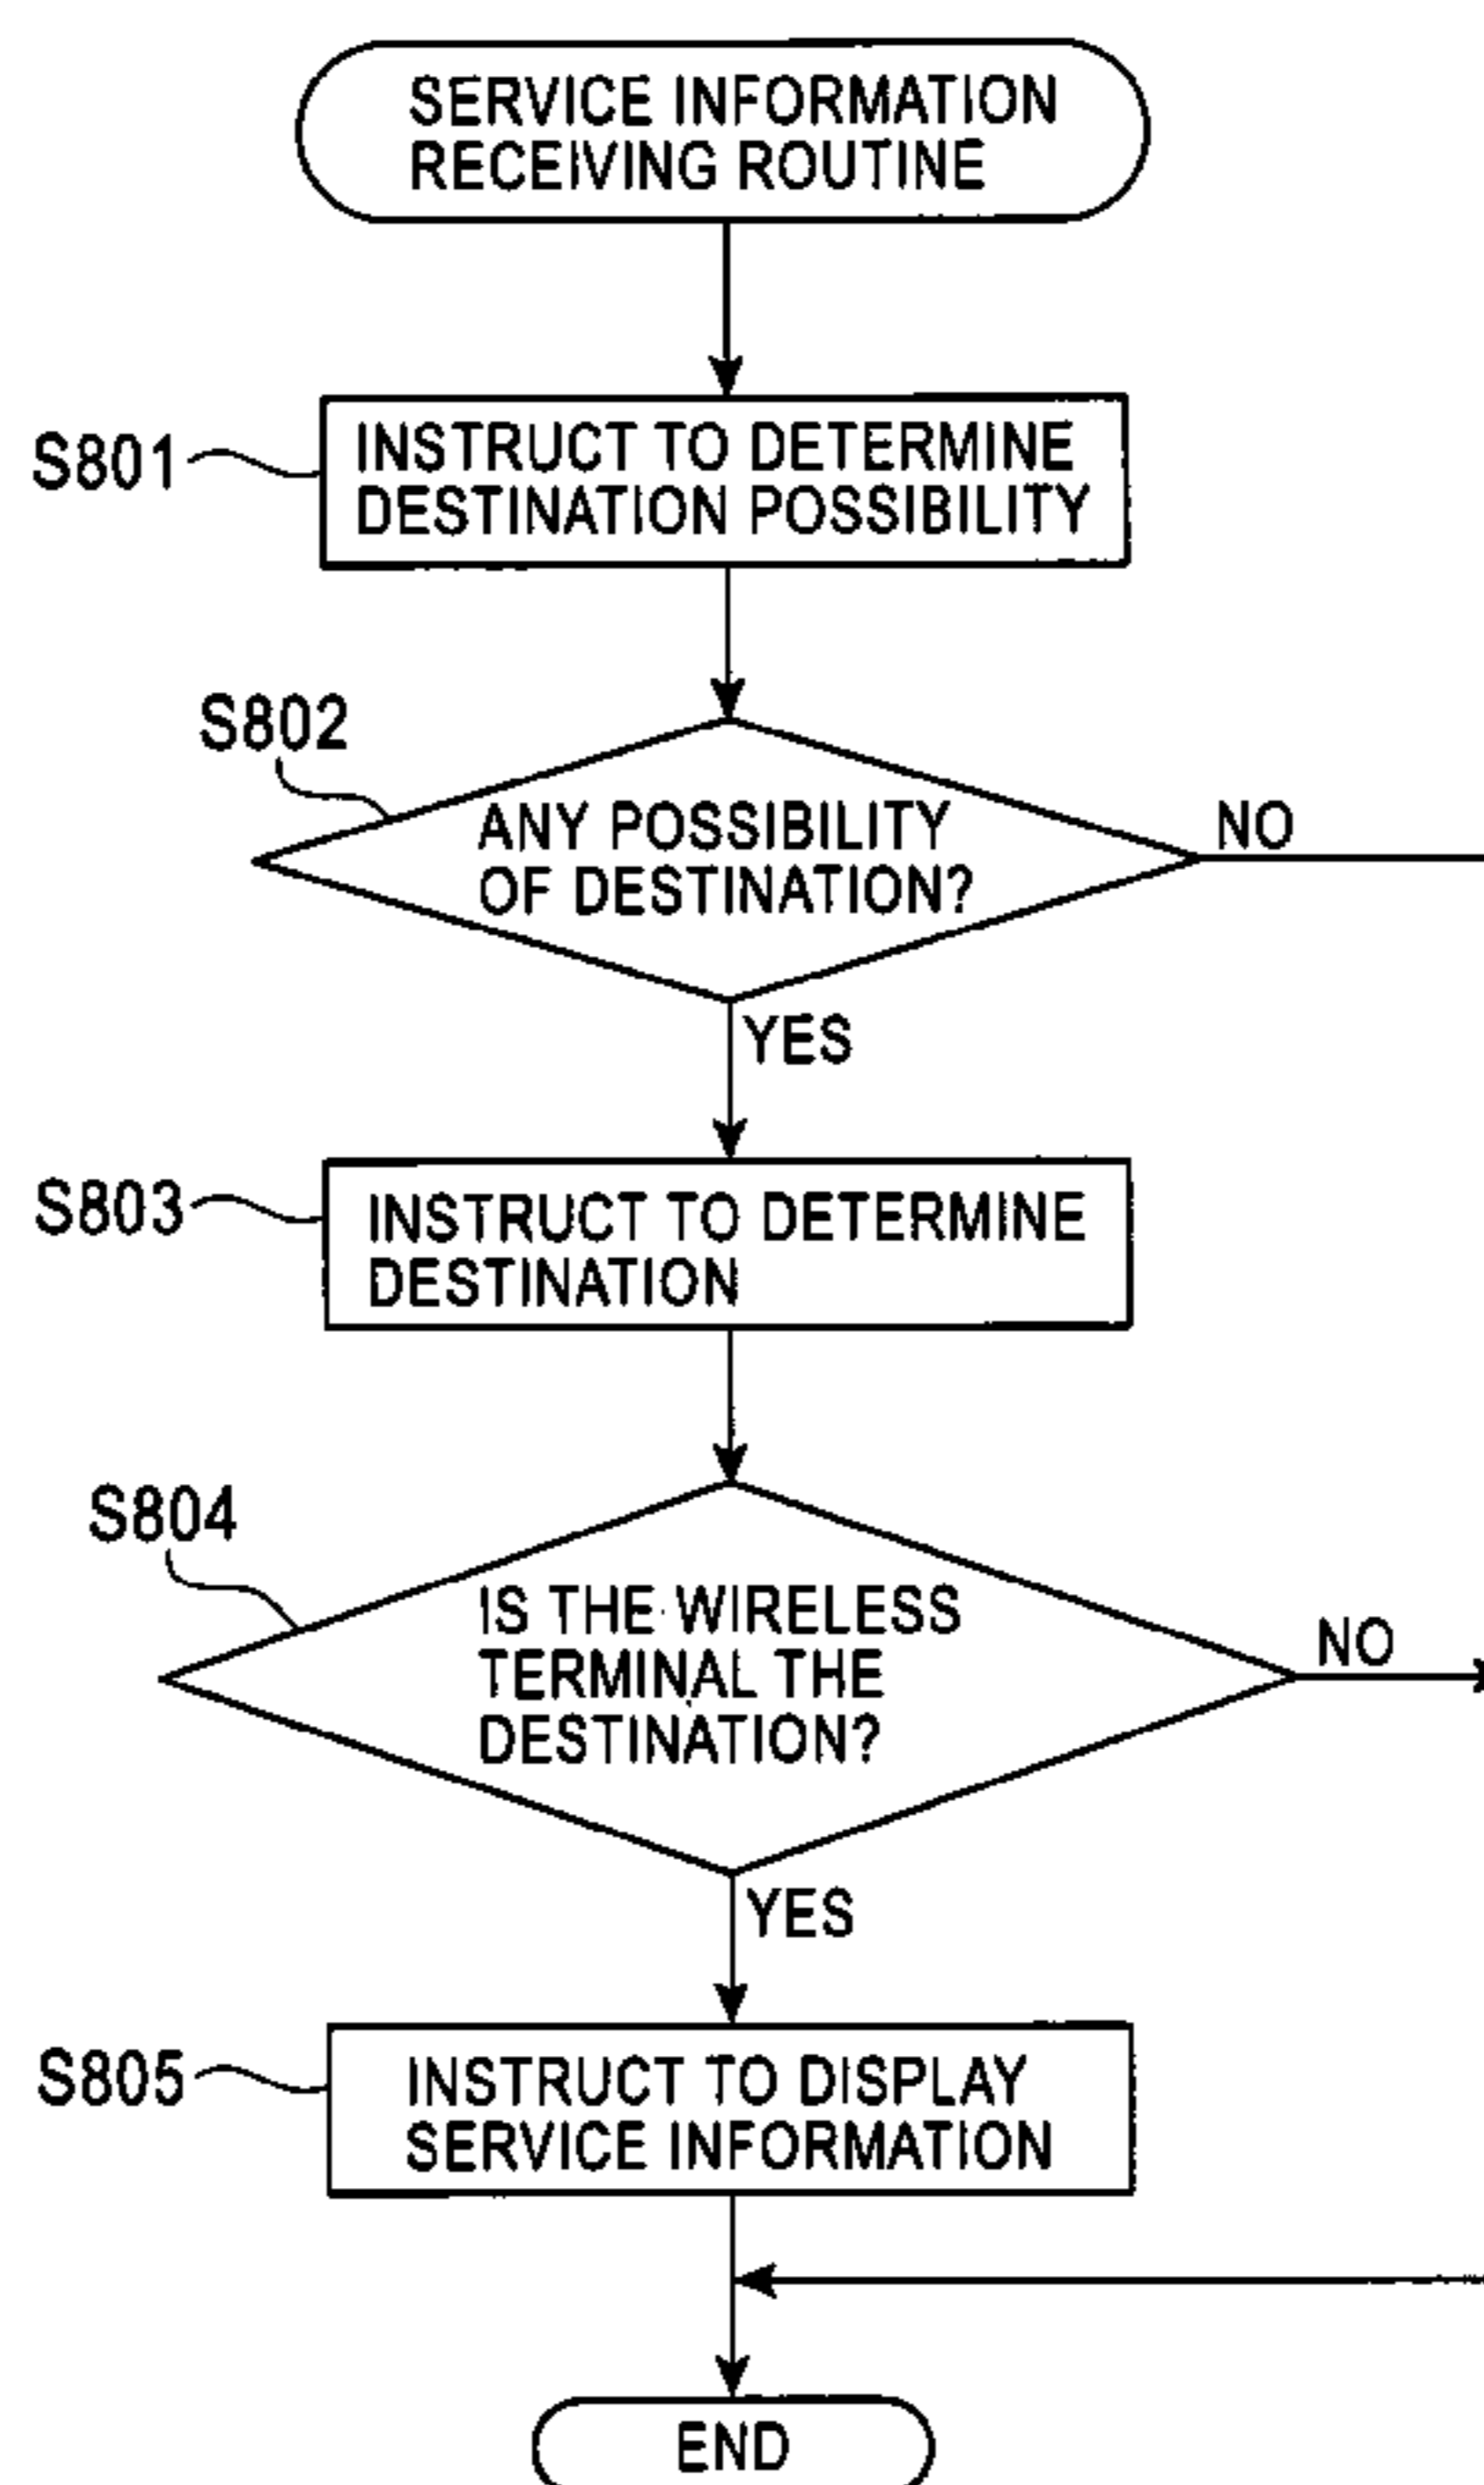 SERVICE INFORMATION
RECEIVING ROUTINE
S801
INSTRUCT TO DETERMINE
DESTINATION POSSIBILITY
S802
ANY POSSIBILITY
OF DESTINATION?
NO
YES
S803
INSTRUCT TO DETERMINE
DESTINATION
S804
IS THE WIRELESS
TERMINAL THE
DESTINATION?
NO
YES
S805
INSTRUCT TO DISPLAY
SERVICE INFORMATION
END